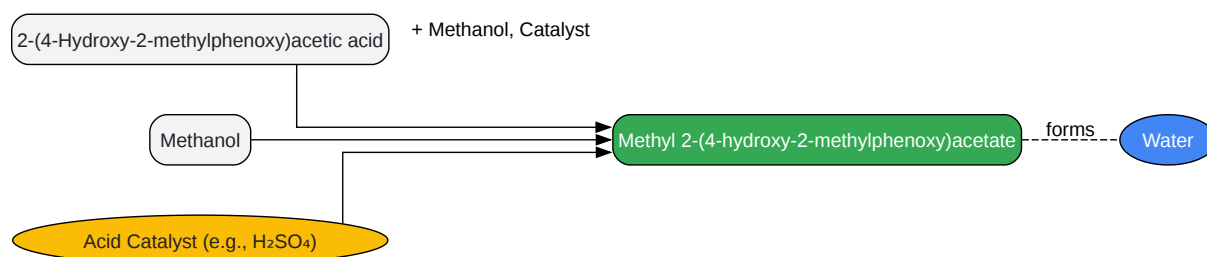 2-(4-Hydroxy-2-methylphenoxy)acetic acid
+ Methanol, Catalyst
Methanol
Methyl 2-(4-hydroxy-2-methylphenoxy)acetate
forms
Water
Acid Catalyst (e.g., H₂SO₄)